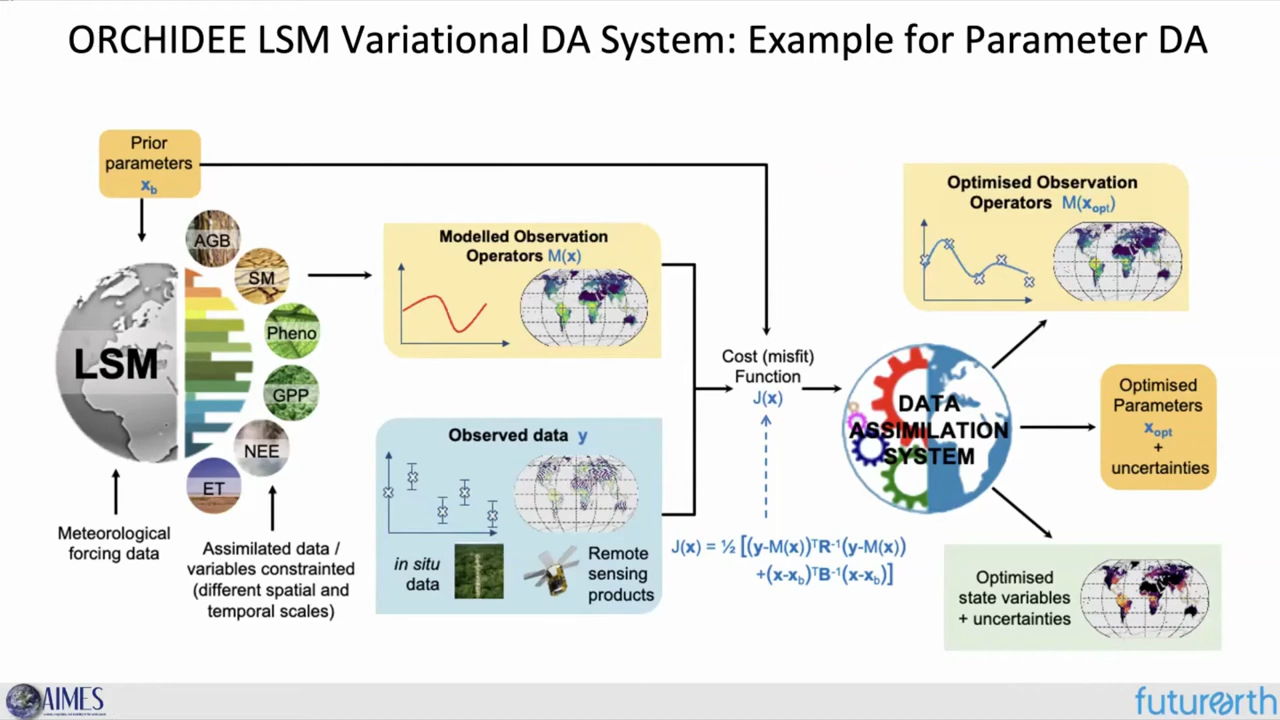 ORCHIDEE LSM Variational DA System: Example for Parameter DA
Prior
parameters
x_b
AGB
SM
Pheno
GPP
NEE
ET
LSM
Meteorological
forcing data
Assimilated data /
variables constrainted
(different spatial and
temporal scales)
Modelled Observation
Operators M(x)
Observed data y
in situ
data
Remote
sensing
products
Cost (misfit)
Function
J(x)
J(x) = ½ [(y-M(x))ᵀR⁻¹(y-M(x))
+(x-x_b)ᵀB⁻¹(x-x_b)]
DATA
ASSIMILATION
SYSTEM
Optimised Observation
Operators M(x_opt)
Optimised
Parameters
x_opt
+
uncertainties
Optimised
state variables
+ uncertainties
AIMES
futurearth